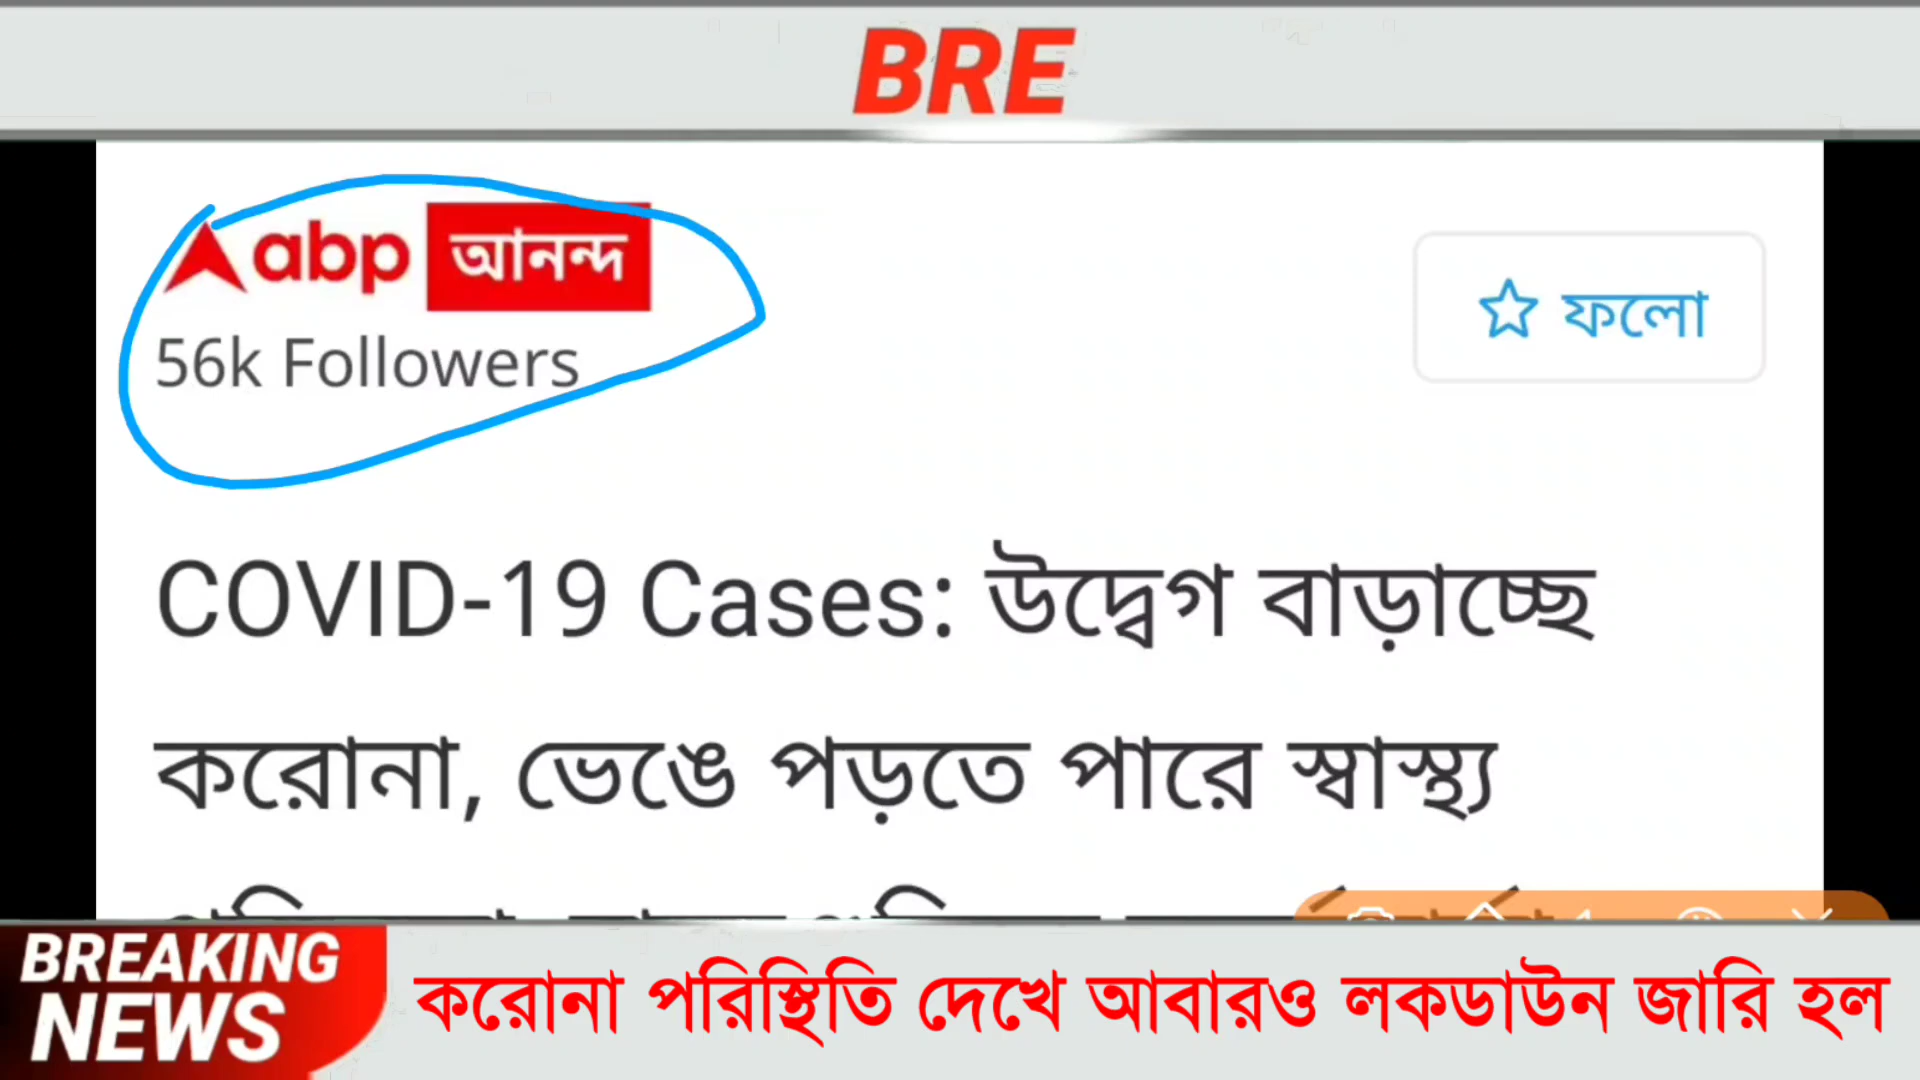 BRE
abp আনন্দ
56k Followers
ফলো
COVID-19 Cases: উদ্বেগ বাড়াচ্ছে
করোনা, ভেঙে পড়তে পারে স্বাস্থ্য
BREAKING
NEWS
করোনা পরিস্থিতি দেখে আবারও লকডাউন জারি হল